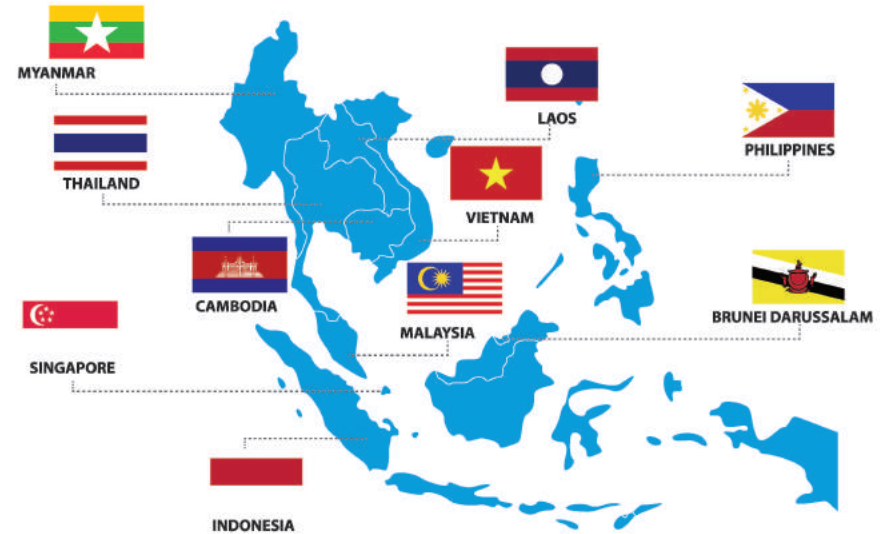 MYANMAR
LAOS
PHILIPPINES
THAILAND
VIETNAM
CAMBODIA
BRUNEI DARUSSALAM
MALAYSIA
SINGAPORE
INDONESIA